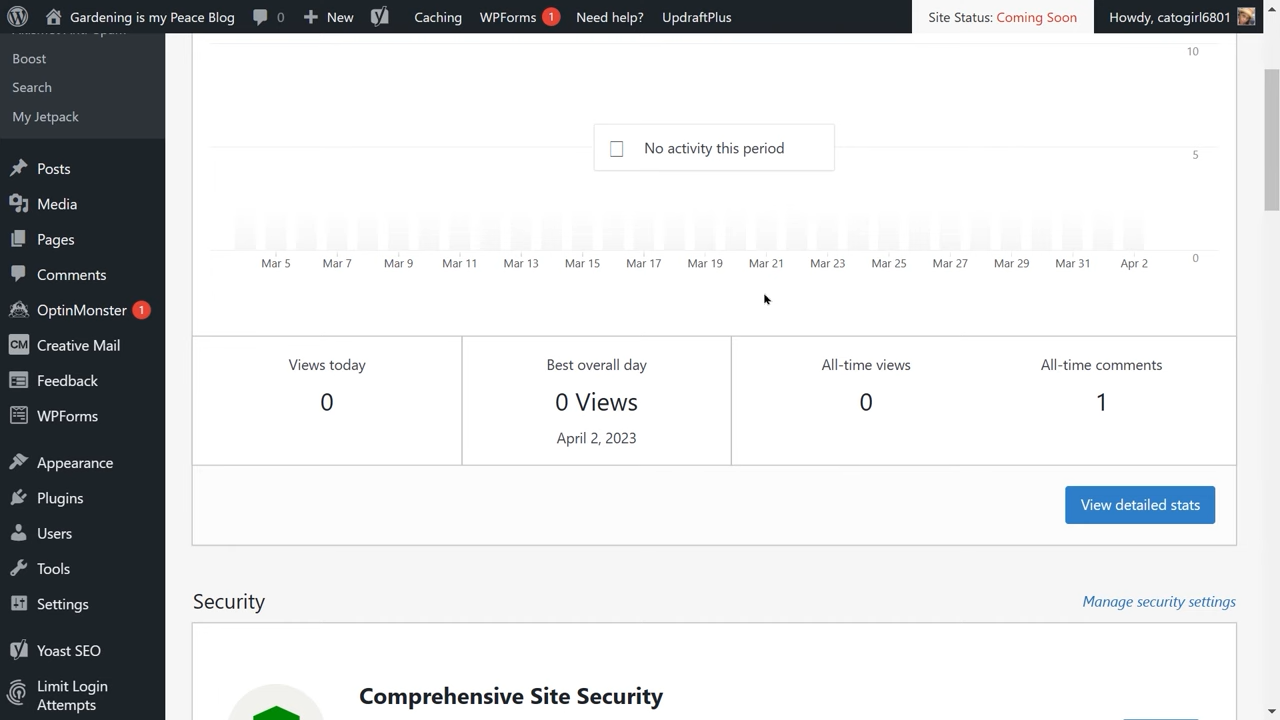 Gardening is my Peace Blog 0 New Caching WPForms 1 Need help? UpdraftPlus Site Status: Coming Soon Howdy, catogirl6801
Boost
Search
My Jetpack
Posts
Media
Pages
Comments
OptinMonster 1
CM Creative Mail
Feedback
WPForms
Appearance
Plugins
Users
Tools
Settings
Yoast SEO
Limit Login
Attempts
10
No activity this period
5
0
Mar 5 Mar 7 Mar 9 Mar 11 Mar 13 Mar 15 Mar 17 Mar 19 Mar 21 Mar 23 Mar 25 Mar 27 Mar 29 Mar 31 Apr 2
Views today
0
Best overall day
0 Views
April 2, 2023
All-time views
0
All-time comments
1
View detailed stats
Security
Manage security settings
Comprehensive Site Security